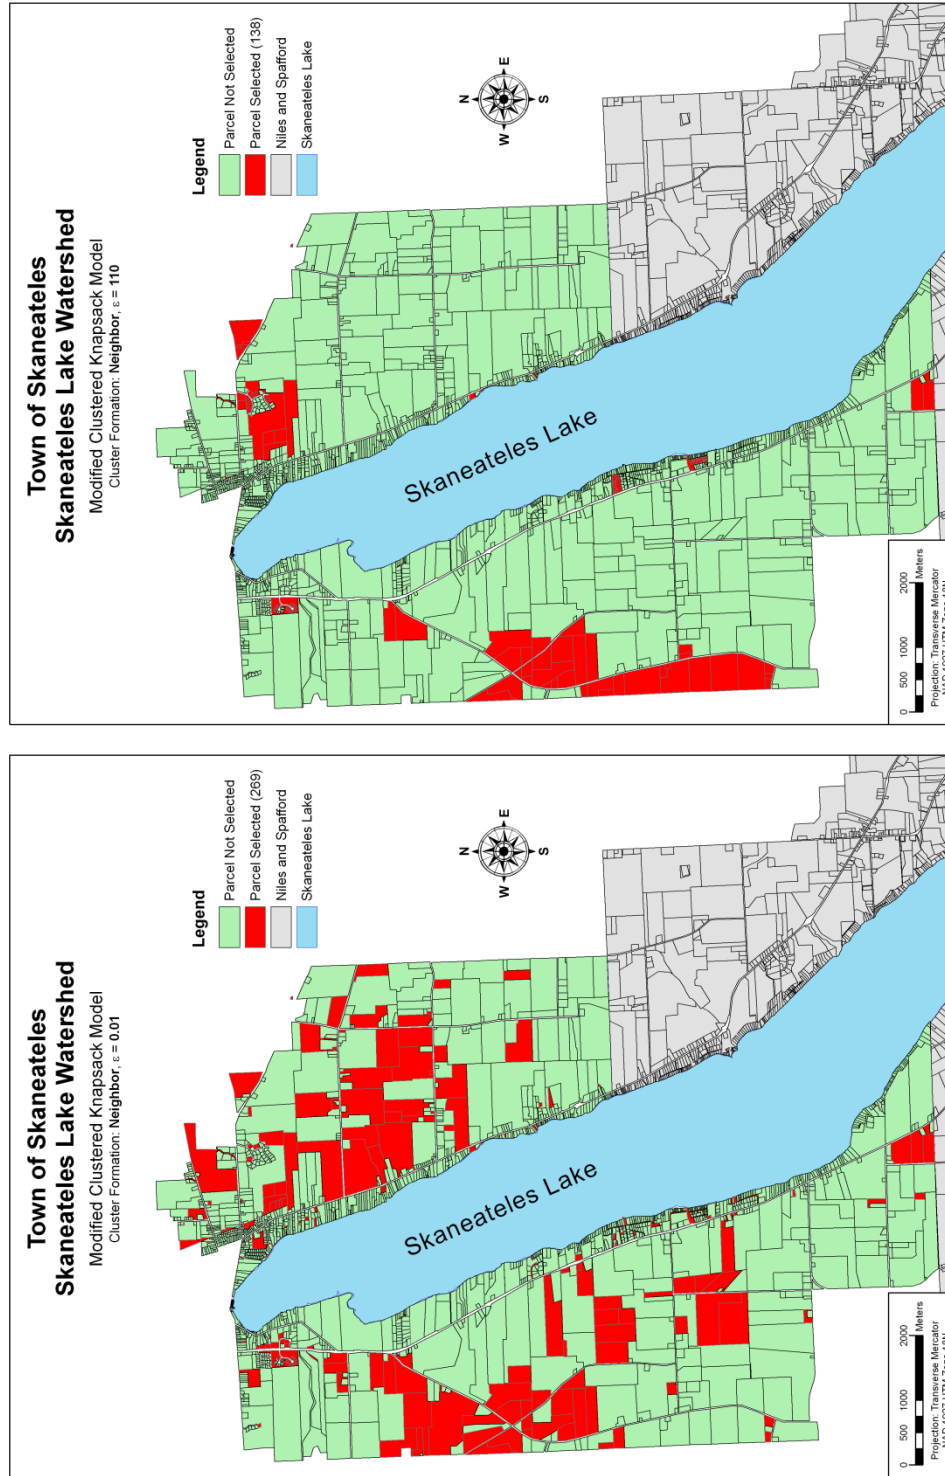 Town of Skaneateles
Skaneateles Lake Watershed
Modified Clustered Knapsack Model
Cluster Formation: Neighbor, ε = 0.01
Legend
Parcel Not Selected
Parcel Selected (269)
Niles and Spafford
Skaneateles Lake
N
W
E
S
Skaneateles Lake
0 500 1000 2000
Meters
Projection: Transverse Mercator
Town of Skaneateles
Skaneateles Lake Watershed
Modified Clustered Knapsack Model
Cluster Formation: Neighbor, ε = 110
Legend
Parcel Not Selected
Parcel Selected (138)
Niles and Spafford
Skaneateles Lake
N
W
E
S
Skaneateles Lake
0 500 1000 2000
Meters
Projection: Transverse Mercator